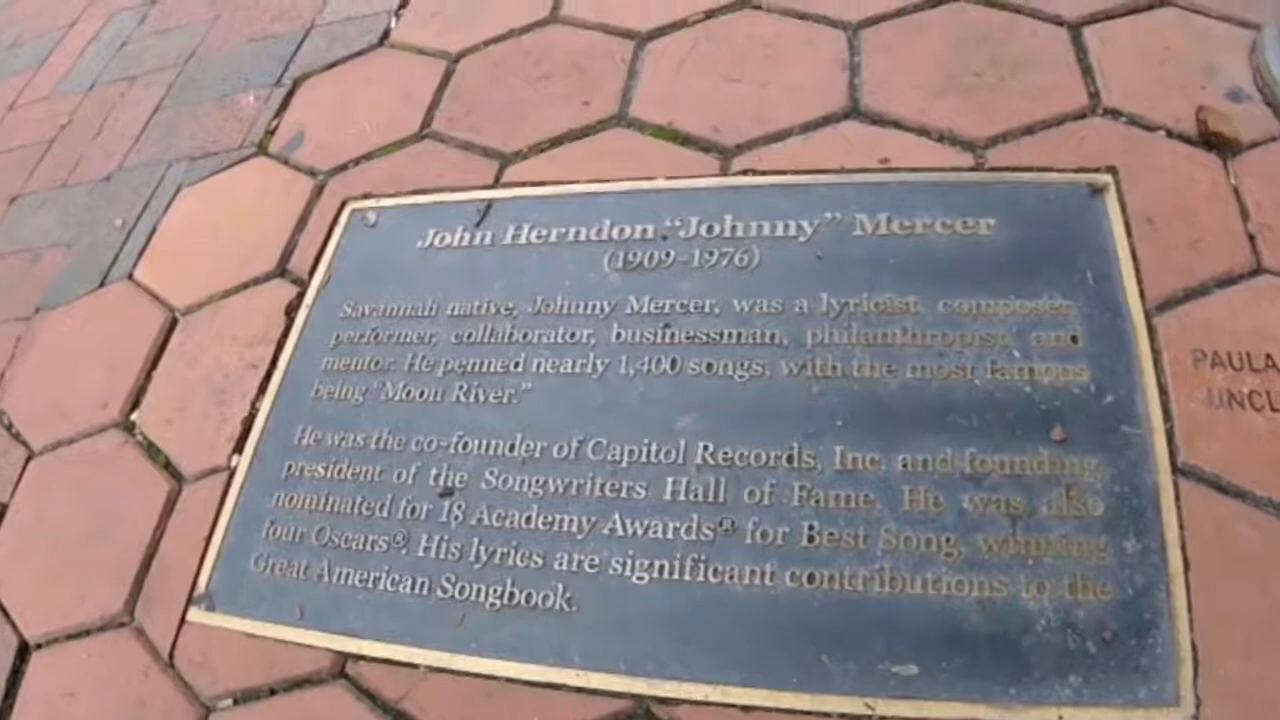 John Herndon "Johnny" Mercer
(1909-1976)
Savannah native, Johnny Mercer, was a lyricist, composer,
performer, collaborator, businessman, philanthropist and
mentor. He penned nearly 1,400 songs, with the most famous
being "Moon River."
He was the co-founder of Capitol Records, Inc. and founding
president of the Songwriters Hall of Fame. He was also
nominated for 18 Academy Awards® for Best Song, winning
four Oscars®. His lyrics are significant contributions to the
Great American Songbook.
PAULA
UNCL